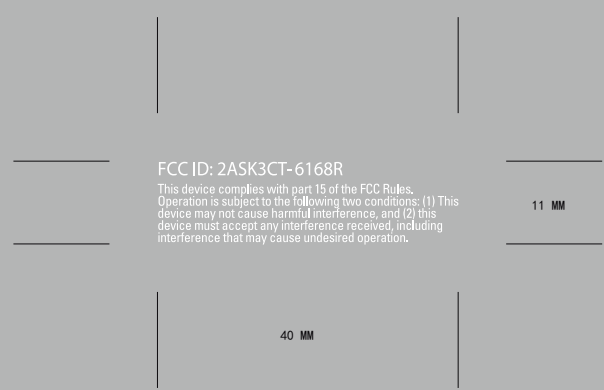 FCC ID: 2ASK3CT-6168R
This device complies with part 15 of the FCC Rules.
Operation is subject to the following two conditions: (1) This
device may not cause harmful interference, and (2) this
device must accept any interference received, including
interference that may cause undesired operation.
11 MM
40 MM